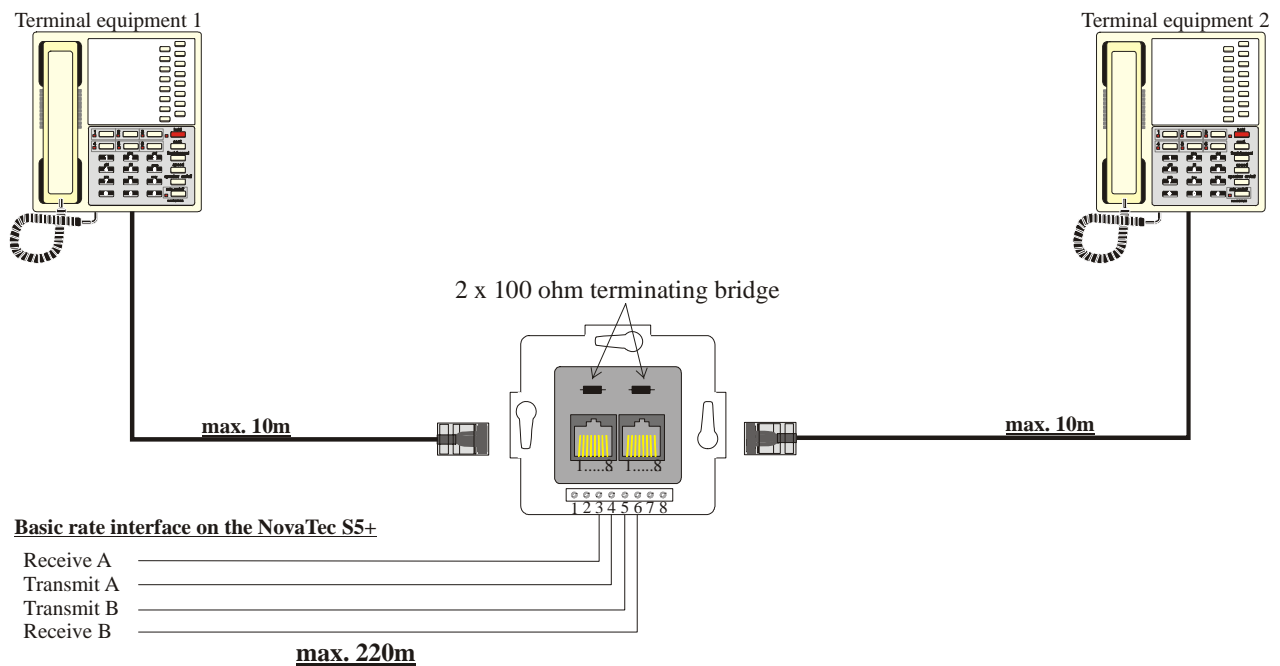 Terminal equipment 1
Terminal equipment 2
2 x 100 ohm terminating bridge
max. 10m
max. 10m
1.....8
1.....8
1 2 3 4 5 6 7 8
Basic rate interface on the NovaTec S5+
Receive A
Transmit A
Transmit B
Receive B
max. 220m